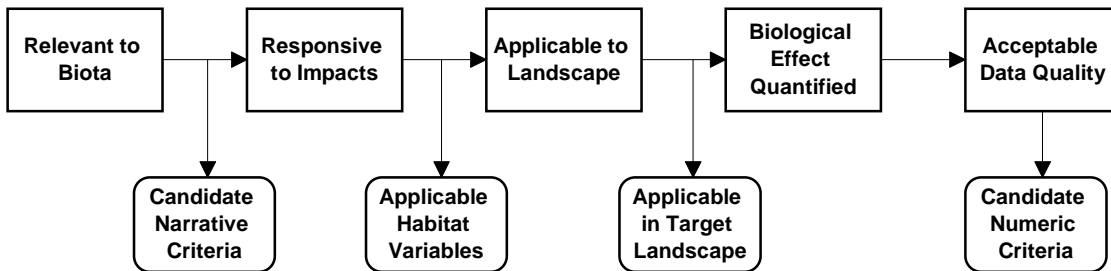 Relevant to
Biota
Responsive
to Impacts
Applicable to
Landscape
Biological
Effect
Quantified
Acceptable
Data Quality
Candidate
Narrative
Criteria
Applicable
Habitat
Variables
Applicable
in Target
Landscape
Candidate
Numeric
Criteria